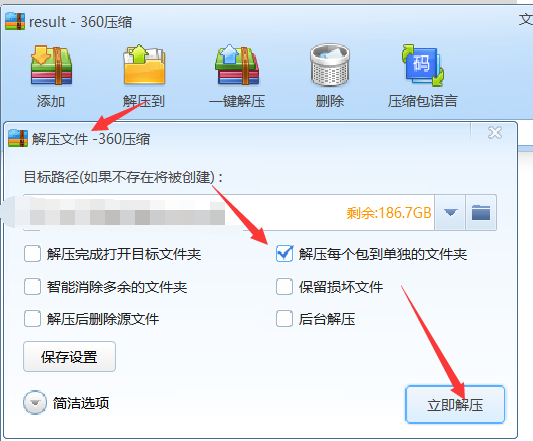 result - 360压缩
文
添加 解压到 一键解压 删除 压缩包语言
码
解压文件 -360压缩
目标路径(如果不存在将被创建)：
剩余:186.7GB
解压完成打开目标文件夹 解压每个包到单独的文件夹
智能消除多余的文件夹 保留损坏文件
解压后删除源文件 后台解压
保存设置
简洁选项 立即解压